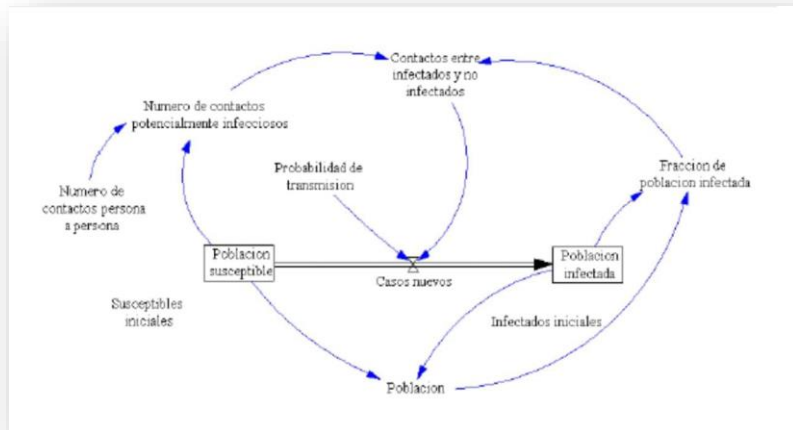 Contactos entre
infectados y no
infectados
Numero de contactos
potencialmente infecciosos
Probabilidad de
transmision
Fraccion de
poblacion infectada
Numero de
contactos persona
a persona
Poblacion
susceptible
Poblacion
infectada
Casos nuevos
Susceptibles
iniciales
Infectados iniciales
Poblacion